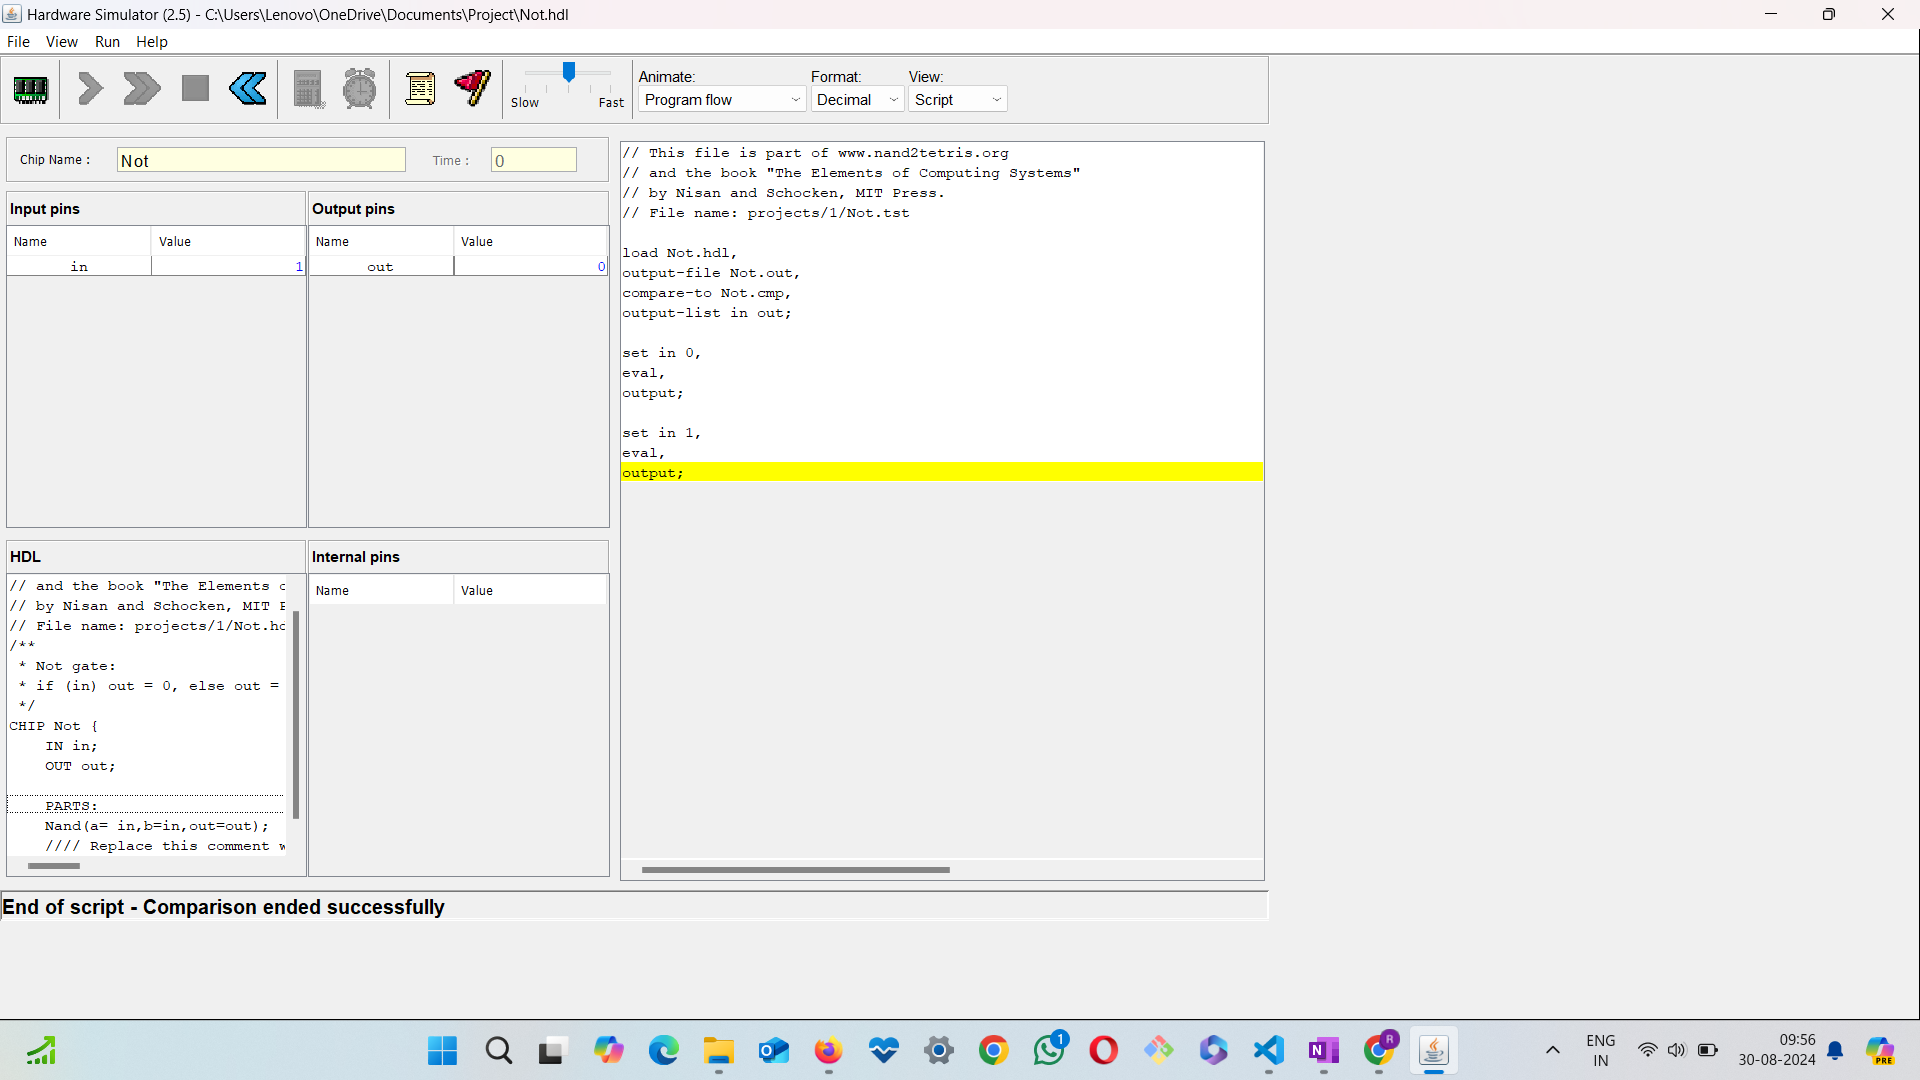 Hardware Simulator (2.5) - C:\Users\Lenovo\OneDrive\Documents\Project\Not.hdl
File View Run Help
Slow Fast
Animate: Format: View:
Program flow Decimal Script
Chip Name : Not Time : 0
Input pins Output pins
Name Value Name Value
in 1 out 0
// This file is part of www.nand2tetris.org
// and the book "The Elements of Computing Systems"
// by Nisan and Schocken, MIT Press.
// File name: projects/1/Not.tst
load Not.hdl,
output-file Not.out,
compare-to Not.cmp,
output-list in out;
set in 0,
eval,
output;
set in 1,
eval,
output;
HDL Internal pins
Name Value
// and the book "The Elements
// by Nisan and Schocken, MIT
// File name: projects/1/Not.
/**
* Not gate:
* if (in) out = 0, else out =
*/
CHIP Not {
IN in;
OUT out;
PARTS:
Nand(a= in,b=in,out=out);
//// Replace this comment
End of script - Comparison ended successfully
1
R
ENG
IN
09:56
30-08-2024
PRE